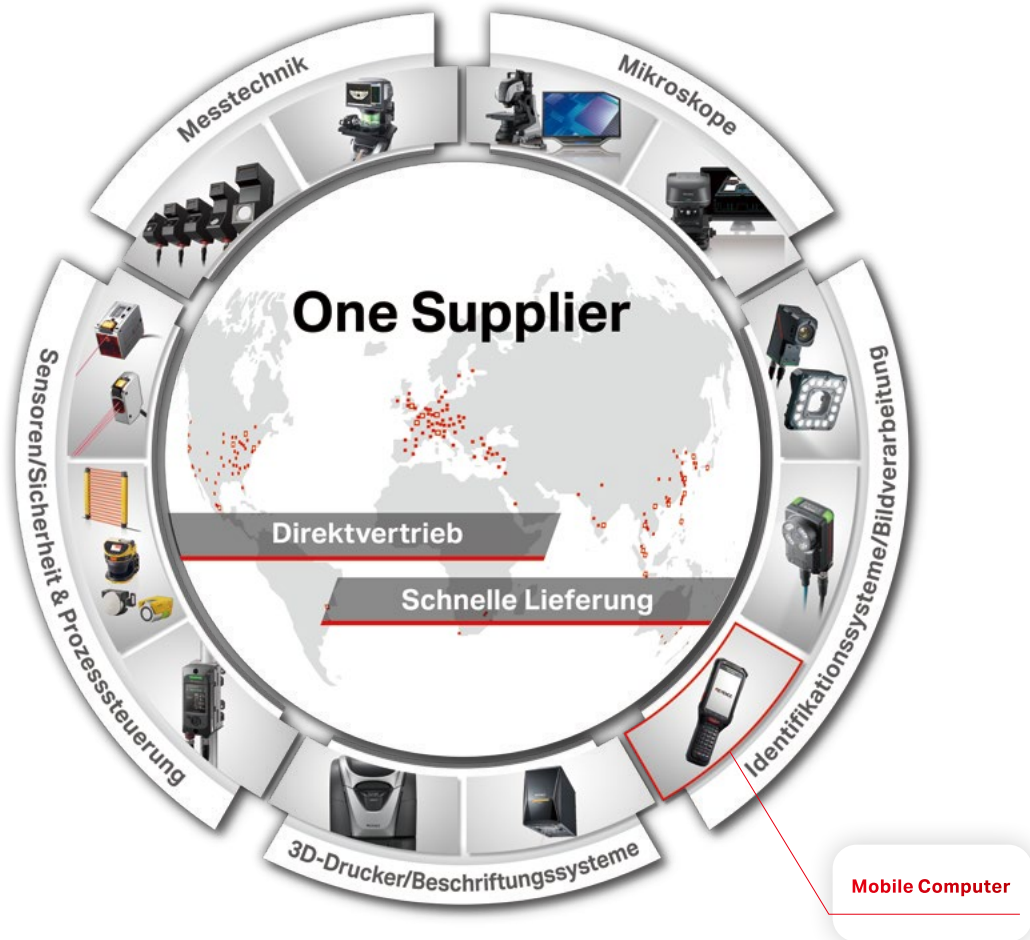 Messtechnik
Mikroskope
One Supplier
Sensoren/Sicherheit & Prozesssteuerung
Identifikationssysteme/Bildverarbeitung
Direktvertrieb
Schnelle Lieferung
3D-Drucker/Beschriftungssysteme
Mobile Computer